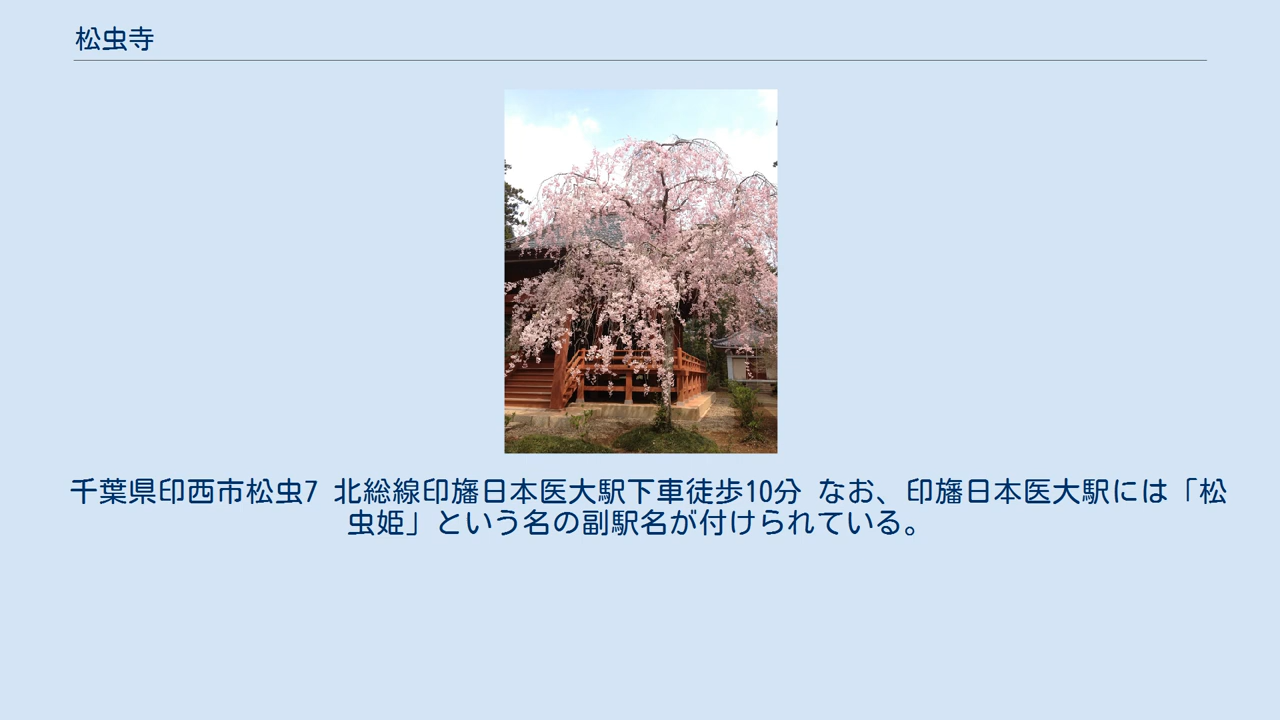 松虫寺
千葉県印西市松虫7 北総線印旛日本医大駅下車徒歩10分 なお、印旛日本医大駅には「松
虫姫」という名の副駅名が付けられている。